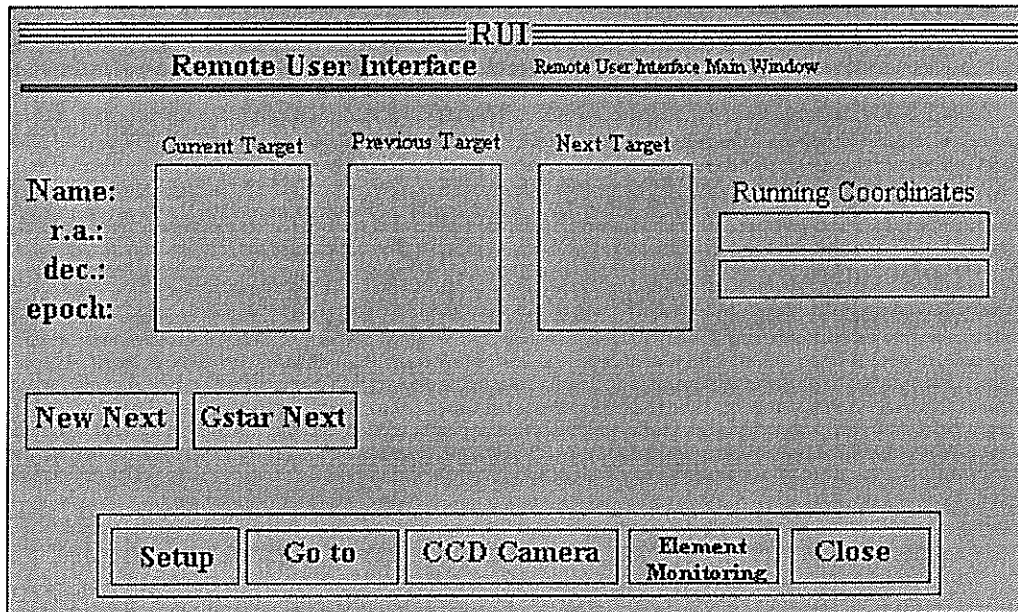 RUI
Remote User Interface Remote User Interface Main Window
Current Target Previous Target Next Target
Name:
r.a.:
dec.:
epoch:
Running Coordinates
New Next Gstar Next
Setup Go to CCD Camera Element Monitoring Close